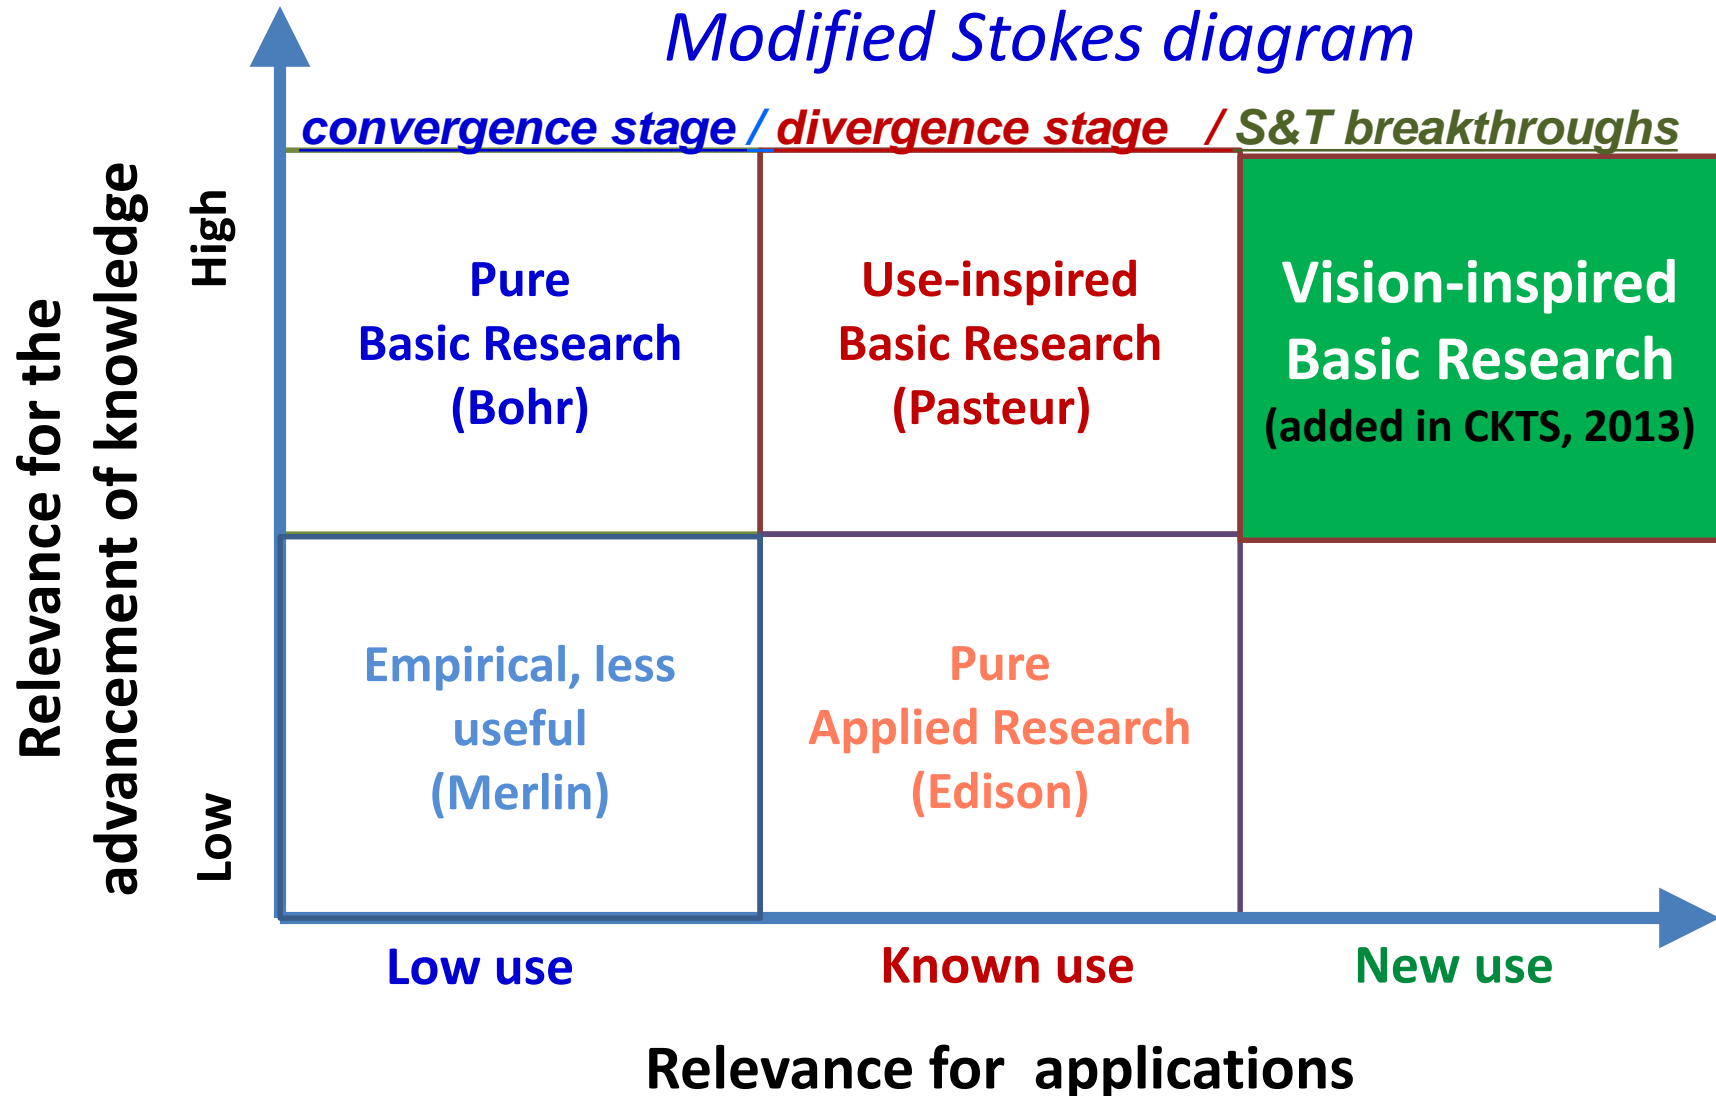 Modified Stokes diagram
convergence stage / divergence stage / S&T breakthroughs
Relevance for the
advancement of knowledge
High
Low
Pure
Basic Research
(Bohr)
Use-inspired
Basic Research
(Pasteur)
Vision-inspired
Basic Research
(added in CKTS, 2013)
Empirical, less
useful
(Merlin)
Pure
Applied Research
(Edison)
Low use
Known use
New use
Relevance for applications